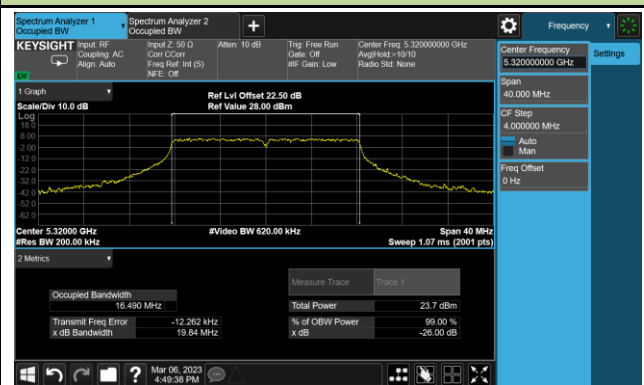 Spectrum Analyzer 1
Occupied BW
Spectrum Analyzer 2
Occupied BW
+
Frequency
KEYSIGHT
Input: RF
Coupling: AC
Align: Auto
Input Z: 50 Ω
Corr CCorr
Freq Ref: Int (S)
NFE: Off
Atten: 10 dB
Trig: Free Run
Gate: Off
#IF Gain: Low
Center Freq: 5.320000000 GHz
Avg|Hold:>10/10
Radio Std: None
Center Frequency
5.320000000 GHz
Settings
Span
40.000 MHz
CF Step
4.000000 MHz
Auto
Man
Freq Offset
0 Hz
1 Graph
Scale/Div 10.0 dB
Ref Lvl Offset 22.50 dB
Ref Value 28.00 dBm
Log
18.0
8.00
-2.00
-12.0
-22.0
-32.0
-42.0
-52.0
-62.0
Center 5.32000 GHz
#Video BW 620.00 kHz
Span 40 MHz
#Res BW 200.00 kHz
Sweep 1.07 ms (2001 pts)
2 Metrics
Measure Trace
Trace 1
Occupied Bandwidth
16.490 MHz
Total Power
23.7 dBm
Transmit Freq Error
-12.262 kHz
% of OBW Power
99.00 %
x dB Bandwidth
19.84 MHz
x dB
-26.00 dB
?
Mar 06, 2023
4:49:38 PM